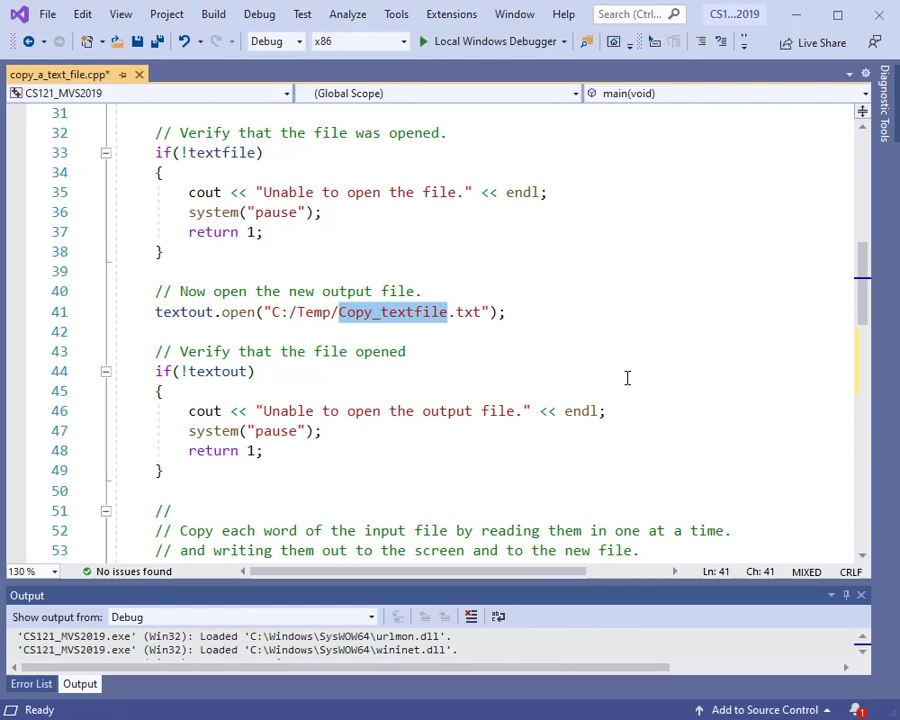 File Edit View Project Build Debug Test Analyze Tools Extensions Window Help Search (Ctrl... CS1...2019
Debug x86 Local Windows Debugger Live Share
copy_a_text_file.cpp*
CS121_MVS2019 (Global Scope) main(void)
31
32 // Verify that the file was opened.
33 if(!textfile)
34 {
35 cout << "Unable to open the file." << endl;
36 system("pause");
37 return 1;
38 }
39
40 // Now open the new output file.
41 textout.open("C:/Temp/Copy_textfile.txt");
42
43 // Verify that the file opened
44 if(!textout)
45 {
46 cout << "Unable to open the output file." << endl;
47 system("pause");
48 return 1;
49 }
50
51 //
52 // Copy each word of the input file by reading them in one at a time.
53 // and writing them out to the screen and to the new file.
130 % No issues found Ln: 41 Ch: 41 MIXED CRLF
Output
Show output from: Debug
'CS121_MVS2019.exe' (Win32): Loaded 'C:\Windows\SysWOW64\urlmon.dll'.
'CS121_MVS2019.exe' (Win32): Loaded 'C:\Windows\SysWOW64\wininet.dll'.
Error List Output
Ready Add to Source Control 1
Diagnostic Tools